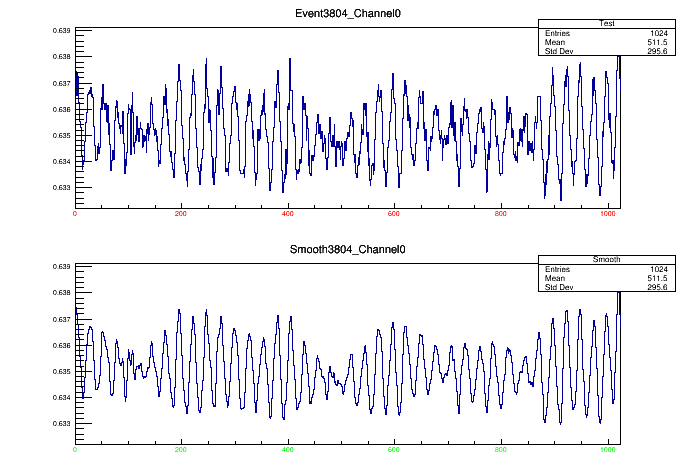 Event3804_Channel0
Test
Entries 1024
Mean 511.5
Std Dev 295.6
0.639
0.638
0.637
0.636
0.635
0.634
0.633
0 200 400 600 800 1000
Smooth3804_Channel0
Smooth
Entries 1024
Mean 511.5
Std Dev 295.6
0.639
0.638
0.637
0.636
0.635
0.634
0.633
0 200 400 600 800 1000